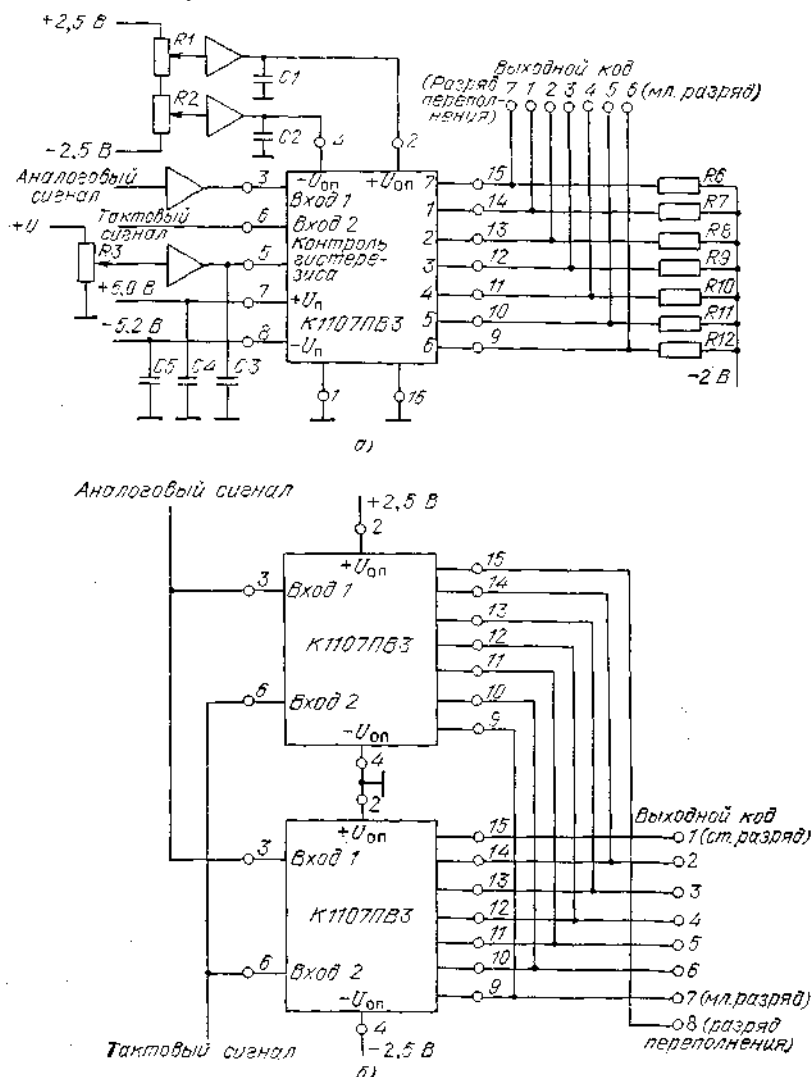 +2,5 В
R1
C1
R2
C2
-2,5 В
Аналоговый сигнал
Тактовый сигнал
+U
R3
+5,0 В
-5,2 В
C5
C4
C3
4
2
3
6
5
7
8
-Uоп
+Uоп
Вход 1
Вход 2
Контроль гистерезиса
+Uп
К1107ПВ3
-Uп
1
16
7
1
2
3
4
5
6
15
14
13
12
11
10
9
Выходной код
(Разряд переполнения)
7 1 2 3 4 5 6 (мл. разряд)
R6
R7
R8
R9
R10
R11
R12
-2 В
а)
Аналоговый сигнал
+2,5 В
2
+Uоп
3
Вход 1
К1107ПВ3
6
Вход 2
-Uоп
4
15
14
13
12
11
10
9
2
+Uоп
3
Вход 1
К1107ПВ3
6
Вход 2
-Uоп
4
-2,5 В
Тактовый сигнал
15
14
13
12
11
10
9
Выходной код
1 (ст. разряд)
2
3
4
5
6
7 (мл. разряд)
8 (разряд
переполнения)
б)